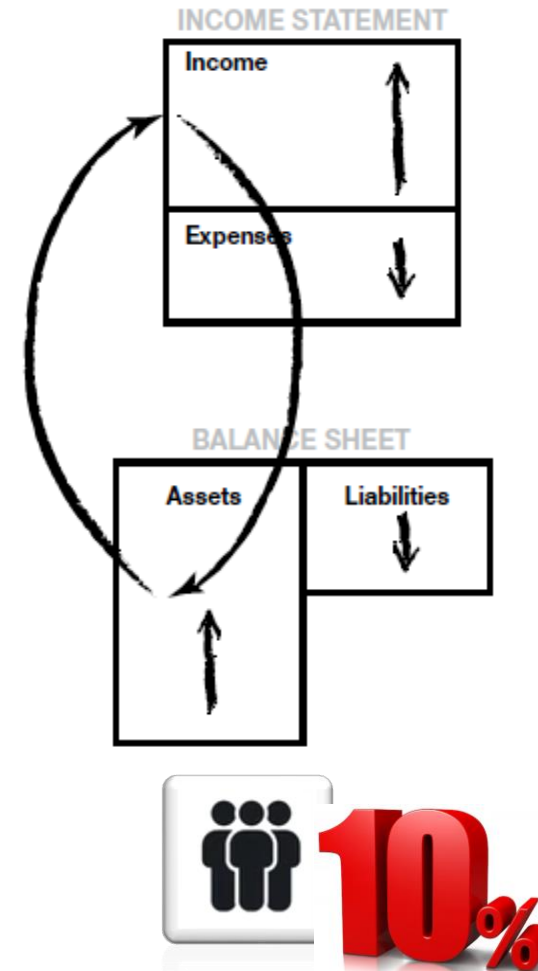 INCOME STATEMENT
Income
Expenses
BALANCE SHEET
Assets Liabilities
10%